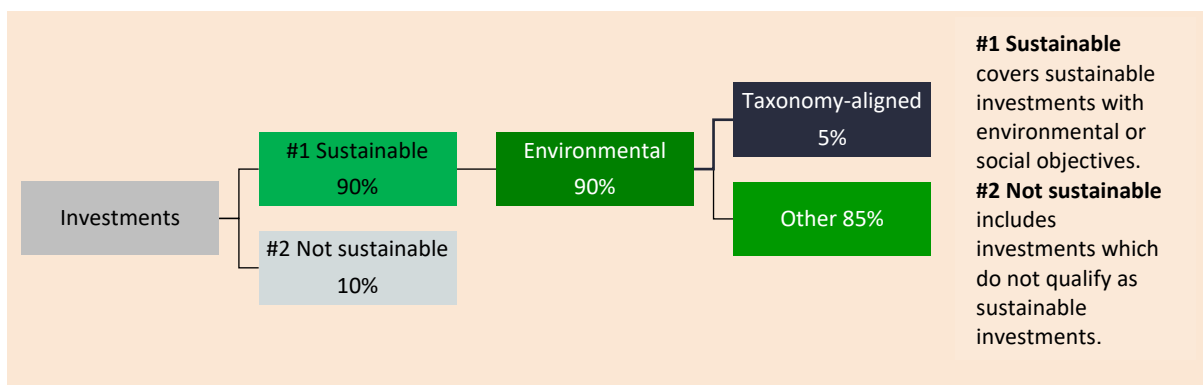 Investments
#1 Sustainable
90%
#2 Not sustainable
10%
Environmental
90%
Taxonomy-aligned
5%
Other 85%
#1 Sustainable
covers sustainable
investments with
environmental or
social objectives.
#2 Not sustainable
includes
investments which
do not qualify as
sustainable
investments.